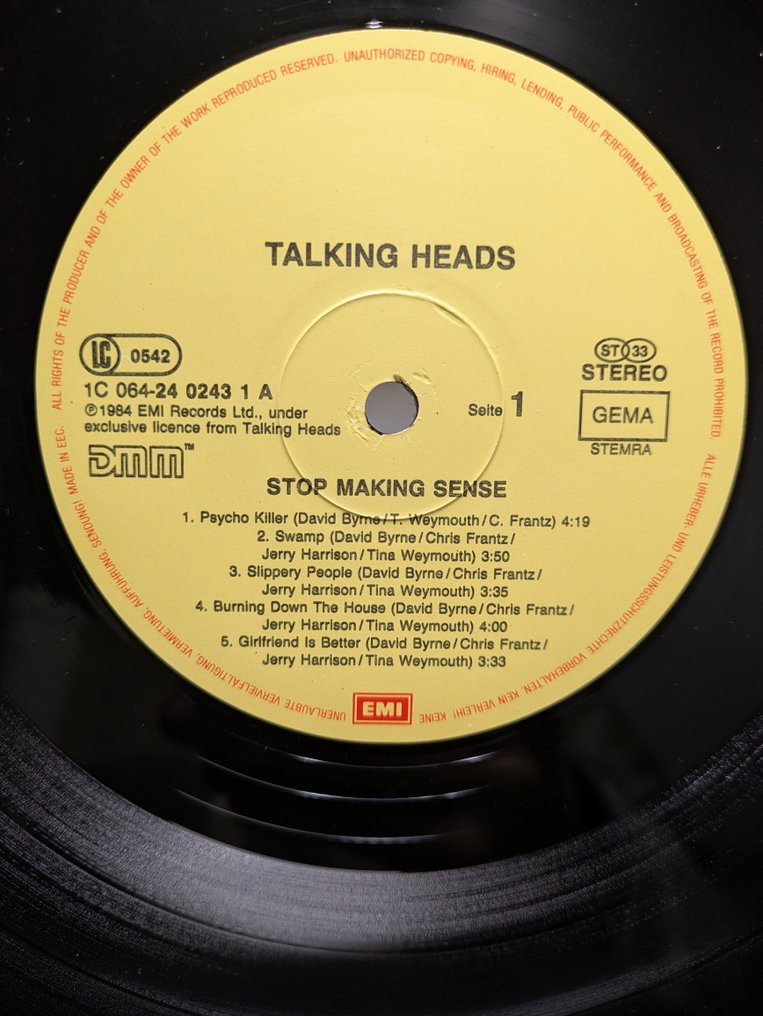 ALL RIGHTS OF THE PRODUCER AND OF THE OWNER OF THE WORK REPRODUCED RESERVED. UNAUTHORIZED COPYING, HIRING, LENDING, PUBLIC PERFORMANCE AND BROADCASTING OF THE RECORD PROHIBITED.
ALLE URHEBER- UND LEISTUNGSSCHUTZRECHTE VORBEHALTEN. KEIN VERLEIH! KEINE UNERLAUBTE VERVIELFÄLTIGUNG, VERMIETUNG, AUFFÜHRUNG, SENDUNG! MADE IN EEC.
TALKING HEADS
LC 0542
1C 064-24 0243 1 A
℗1984 EMI Records Ltd., under
exclusive licence from Talking Heads
DMM™
Seite 1
ST 33
STEREO
GEMA
STEMRA
STOP MAKING SENSE
1. Psycho Killer (David Byrne/T. Weymouth/C. Frantz) 4:19
2. Swamp (David Byrne/Chris Frantz/
Jerry Harrison/Tina Weymouth) 3:50
3. Slippery People (David Byrne/Chris Frantz/
Jerry Harrison/Tina Weymouth) 3:35
4. Burning Down The House (David Byrne/Chris Frantz/
Jerry Harrison/Tina Weymouth) 4:00
5. Girlfriend Is Better (David Byrne/Chris Frantz/
Jerry Harrison/Tina Weymouth) 3:33
EMI